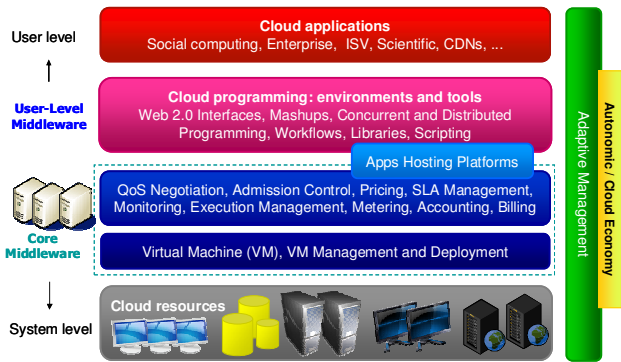 User level
Cloud applications
Social computing, Enterprise, ISV, Scientific, CDNs, ...
User-Level
Middleware
Cloud programming: environments and tools
Web 2.0 Interfaces, Mashups, Concurrent and Distributed
Programming, Workflows, Libraries, Scripting
Apps Hosting Platforms
QoS Negotiation, Admission Control, Pricing, SLA Management,
Monitoring, Execution Management, Metering, Accounting, Billing
Core
Middleware
Virtual Machine (VM), VM Management and Deployment
Cloud resources
System level
Adaptive Management
Autonomic / Cloud Economy